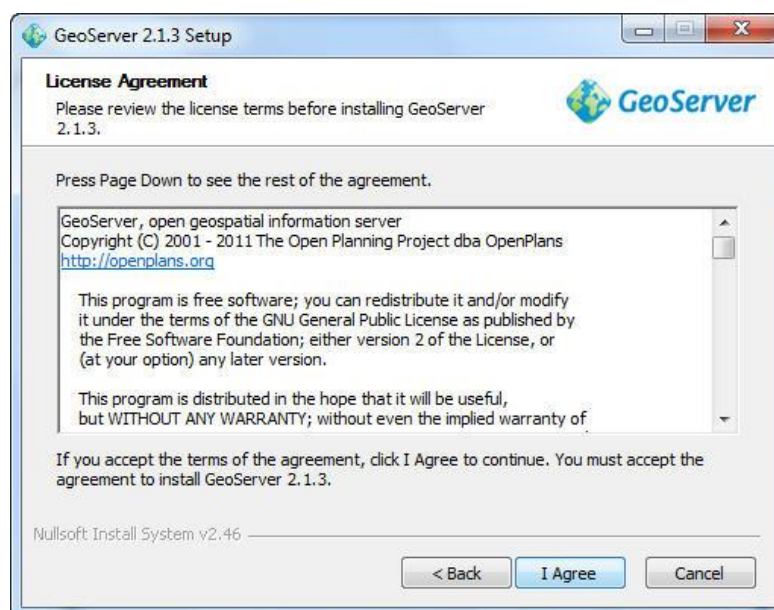 GeoServer 2.1.3 Setup
License Agreement
Please review the license terms before installing GeoServer
2.1.3.
GeoServer
Press Page Down to see the rest of the agreement.
GeoServer, open geospatial information server
Copyright (C) 2001 - 2011 The Open Planning Project dba OpenPlans
http://openplans.org
This program is free software; you can redistribute it and/or modify
it under the terms of the GNU General Public License as published by
the Free Software Foundation; either version 2 of the License, or
(at your option) any later version.
This program is distributed in the hope that it will be useful,
but WITHOUT ANY WARRANTY; without even the implied warranty of
If you accept the terms of the agreement, click I Agree to continue. You must accept the
agreement to install GeoServer 2.1.3.
Nullsoft Install System v2.46
< Back
I Agree
Cancel